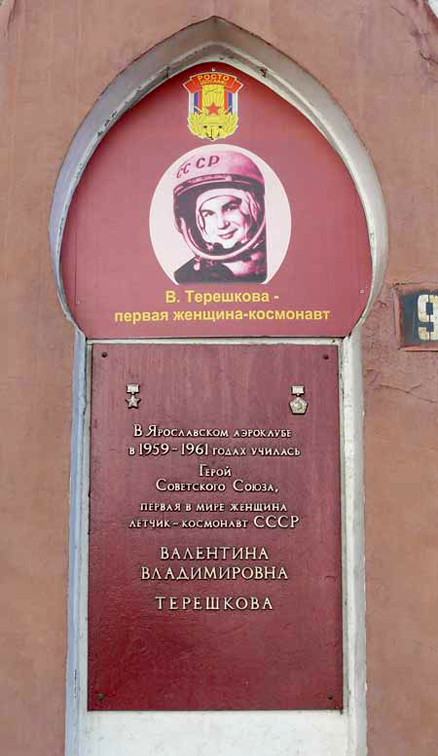 РОСТО
СССР
В. Терешкова -
первая женщина-космонавт
9
В Ярославском аэроклубе
в 1959-1961 годах училась
Герой
Советского Союза,
первая в мире женщина
летчик-космонавт СССР
ВАЛЕНТИНА
ВЛАДИМИРОВНА
ТЕРЕШКОВА